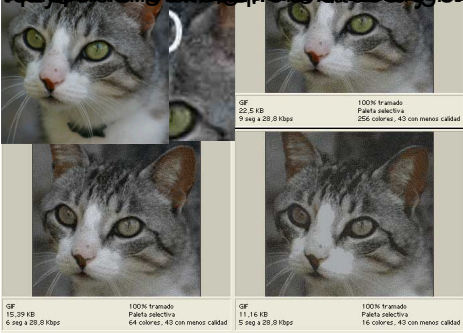 GIF
22,5 KB
9 seg a 28,8 Kbps
100% tramado
Paleta selectiva
256 colores, 43 con menos calidad
GIF
15,39 KB
6 seg a 28,8 Kbps
100% tramado
Paleta selectiva
64 colores, 43 con menos calidad
GIF
11,16 KB
5 seg a 28,8 Kbps
100% tramado
Paleta selectiva
16 colores, 43 con menos calidad